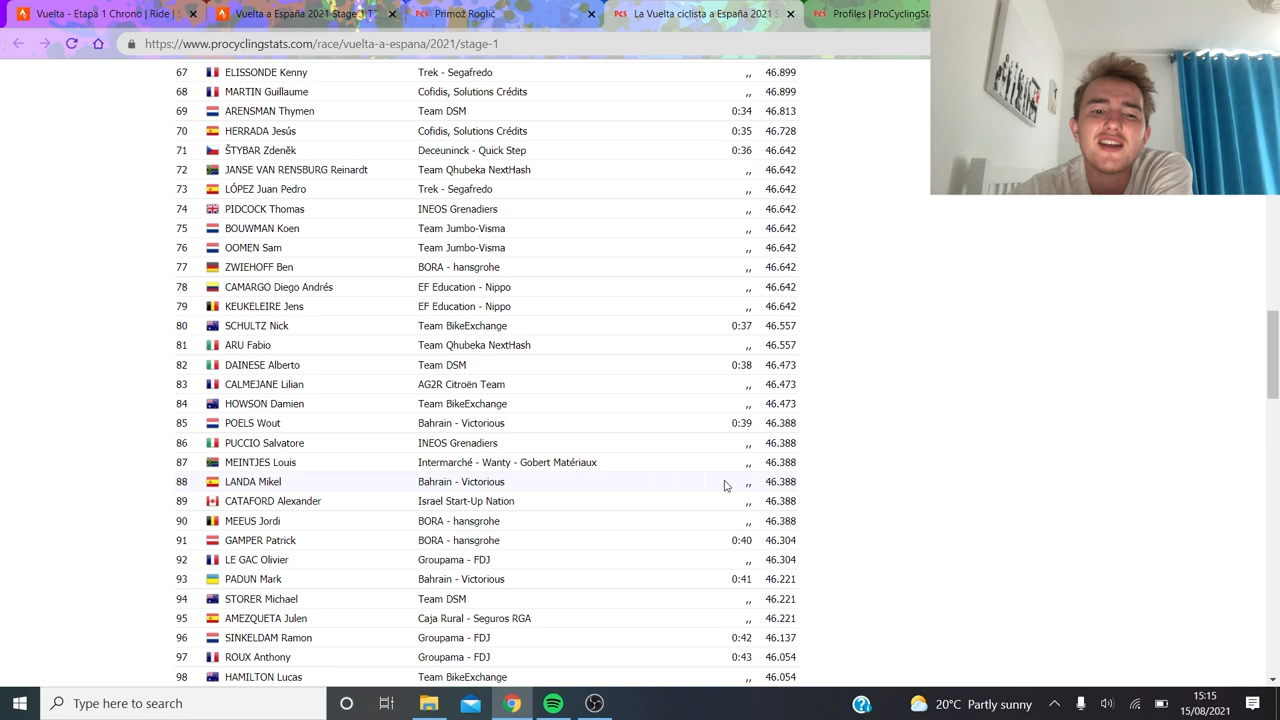 Vuelta - Etapa 1 Chrono | Ride | S
Vuelta a España 2021 Stage 1 T
Primož Roglič
La Vuelta ciclista a España 2021 S
Profiles | ProCyclingStat
https://www.procyclingstats.com/race/vuelta-a-espana/2021/stage-1
67 ELISSONDE Kenny Trek - Segafredo ,, 46.899
68 MARTIN Guillaume Cofidis, Solutions Crédits ,, 46.899
69 ARENSMAN Thymen Team DSM 0:34 46.813
70 HERRADA Jesús Cofidis, Solutions Crédits 0:35 46.728
71 ŠTYBAR Zdeněk Deceuninck - Quick Step 0:36 46.642
72 JANSE VAN RENSBURG Reinardt Team Qhubeka NextHash ,, 46.642
73 LÓPEZ Juan Pedro Trek - Segafredo ,, 46.642
74 PIDCOCK Thomas INEOS Grenadiers ,, 46.642
75 BOUWMAN Koen Team Jumbo-Visma ,, 46.642
76 OOMEN Sam Team Jumbo-Visma ,, 46.642
77 ZWIEHOFF Ben BORA - hansgrohe ,, 46.642
78 CAMARGO Diego Andrés EF Education - Nippo ,, 46.642
79 KEUKELEIRE Jens EF Education - Nippo ,, 46.642
80 SCHULTZ Nick Team BikeExchange 0:37 46.557
81 ARU Fabio Team Qhubeka NextHash ,, 46.557
82 DAINESE Alberto Team DSM 0:38 46.473
83 CALMEJANE Lilian AG2R Citroën Team ,, 46.473
84 HOWSON Damien Team BikeExchange ,, 46.473
85 POELS Wout Bahrain - Victorious 0:39 46.388
86 PUCCIO Salvatore INEOS Grenadiers ,, 46.388
87 MEINTJES Louis Intermarché - Wanty - Gobert Matériaux ,, 46.388
88 LANDA Mikel Bahrain - Victorious ,, 46.388
89 CATAFORD Alexander Israel Start-Up Nation ,, 46.388
90 MEEUS Jordi BORA - hansgrohe ,, 46.388
91 GAMPER Patrick BORA - hansgrohe 0:40 46.304
92 LE GAC Olivier Groupama - FDJ ,, 46.304
93 PADUN Mark Bahrain - Victorious 0:41 46.221
94 STORER Michael Team DSM ,, 46.221
95 AMEZQUETA Julen Caja Rural - Seguros RGA ,, 46.221
96 SINKELDAM Ramon Groupama - FDJ 0:42 46.137
97 ROUX Anthony Groupama - FDJ 0:43 46.054
98 HAMILTON Lucas Team BikeExchange ,, 46.054
Type here to search
20°C Partly sunny
15:15
15/08/2021